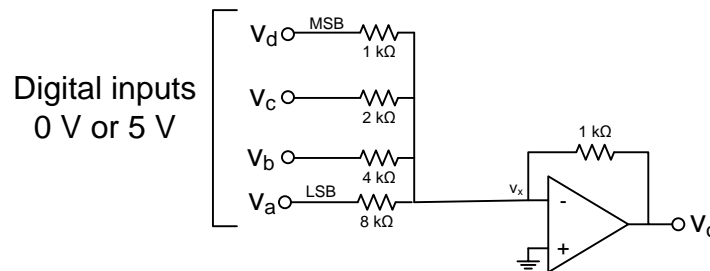 Digital inputs
0 V or 5 V
Vd
MSB
1 kΩ
Vc
2 kΩ
Vb
4 kΩ
Va
LSB
8 kΩ
vx
1 kΩ
-
+